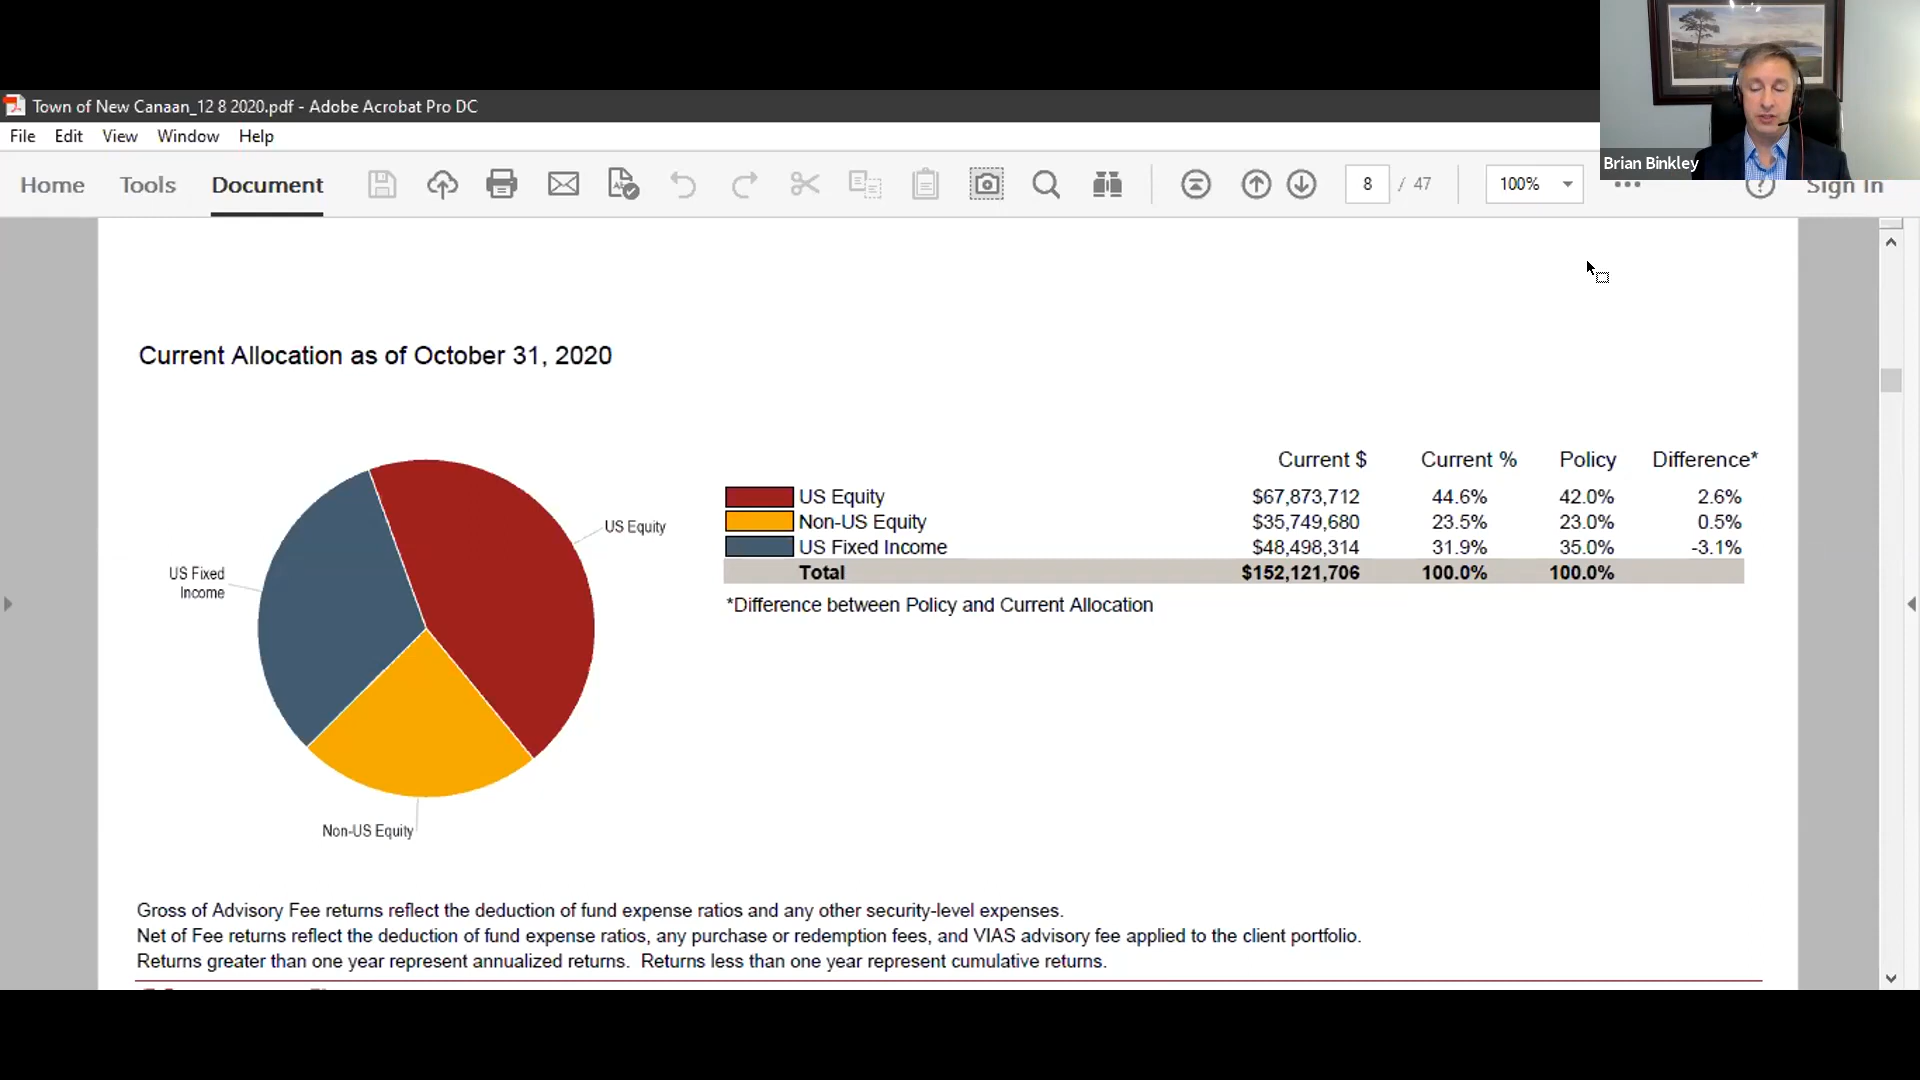 Town of New Canaan_12 8 2020.pdf - Adobe Acrobat Pro DC
File Edit View Window Help
Brian Binkley
Home Tools Document 8 / 47 100% Sign In
Current Allocation as of October 31, 2020
Current $ Current % Policy Difference*
US Equity $67,873,712 44.6% 42.0% 2.6%
Non-US Equity $35,749,680 23.5% 23.0% 0.5%
US Fixed Income $48,498,314 31.9% 35.0% -3.1%
Total $152,121,706 100.0% 100.0%
*Difference between Policy and Current Allocation
US Equity
US Fixed
Income
Non-US Equity
Gross of Advisory Fee returns reflect the deduction of fund expense ratios and any other security-level expenses.
Net of Fee returns reflect the deduction of fund expense ratios, any purchase or redemption fees, and VIAS advisory fee applied to the client portfolio.
Returns greater than one year represent annualized returns. Returns less than one year represent cumulative returns.